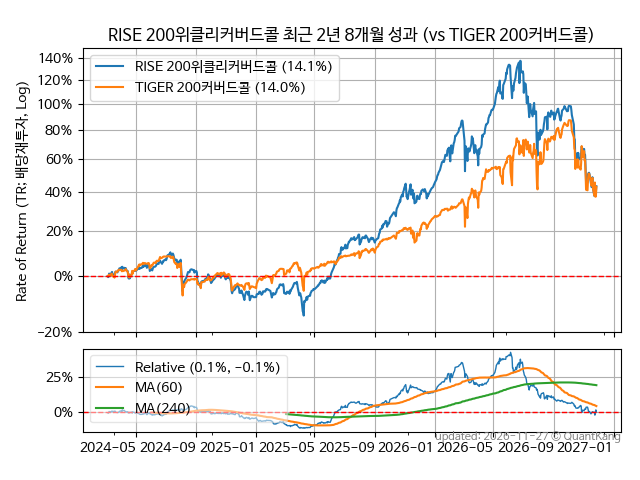 RISE 200위클리커버드콜 최근 2년 8개월 성과 (vs TIGER 200커버드콜)
Rate of Return (TR: 배당재투자, Log)
140%
120%
100%
80%
60%
40%
20%
0%
−20%
RISE 200위클리커버드콜 (14.1%)
TIGER 200커버드콜 (14.0%)
25%
0%
Relative (0.1%, -0.1%)
MA(60)
MA(240)
updated: 2026-11-27 © QuantKang
2024-05 2024-09 2025-01 2025-05 2025-09 2026-01 2026-05 2026-09 2027-01